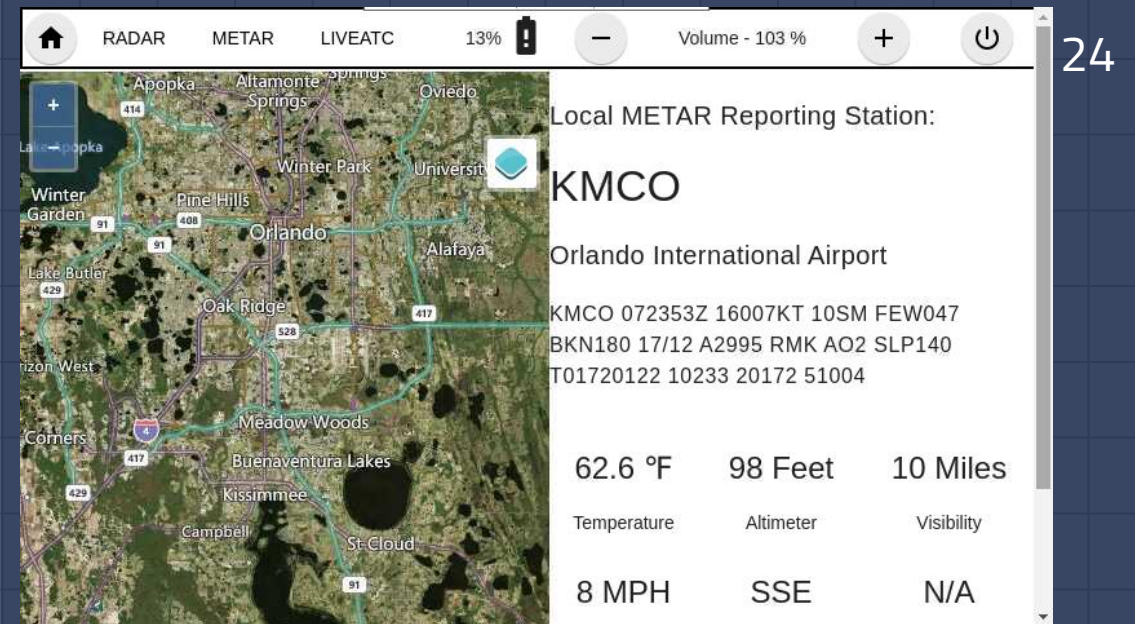 RADAR METAR LIVEATC 13% Volume - 103 %
24
+
−
Apopka
Altamonte
Springs
Springs
Oviedo
414
Lake Apopka
Winter Park
Universit
Winter
Garden
Pine Hills
91
408
Orlando
91
Alafaya
Lake Butler
429
Oak Ridge
417
528
rizon West
Meadow Woods
4
Corners
417
Buenaventura Lakes
429
Kissimmee
Campbell
St Cloud
91
Local METAR Reporting Station:
KMCO
Orlando International Airport
KMCO 072353Z 16007KT 10SM FEW047
BKN180 17/12 A2995 RMK AO2 SLP140
T01720122 10233 20172 51004
62.6 °F 98 Feet 10 Miles
Temperature Altimeter Visibility
8 MPH SSE N/A